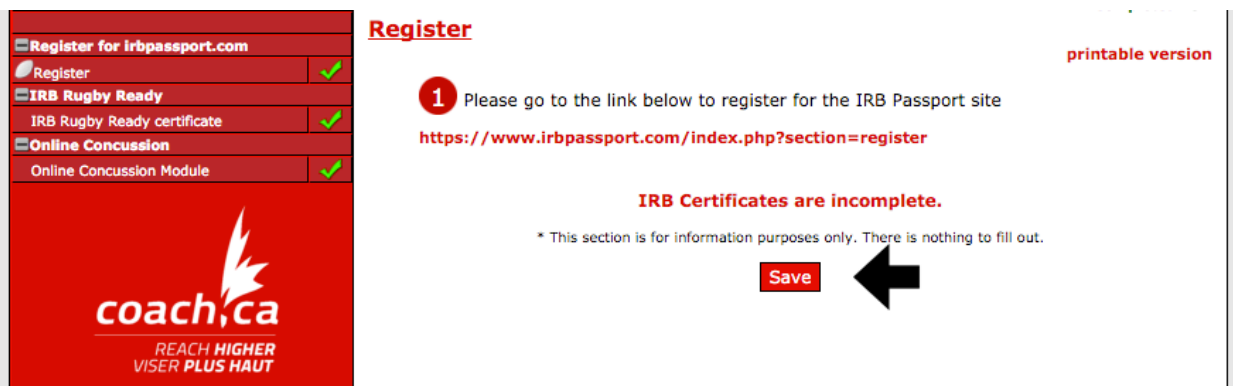 Register for irbpassport.com
Register
IRB Rugby Ready
IRB Rugby Ready certificate
Online Concussion
Online Concussion Module
coach.ca
REACH HIGHER
VISER PLUS HAUT
Register
printable version
1 Please go to the link below to register for the IRB Passport site
https://www.irbpassport.com/index.php?section=register
IRB Certificates are incomplete.
* This section is for information purposes only. There is nothing to fill out.
Save